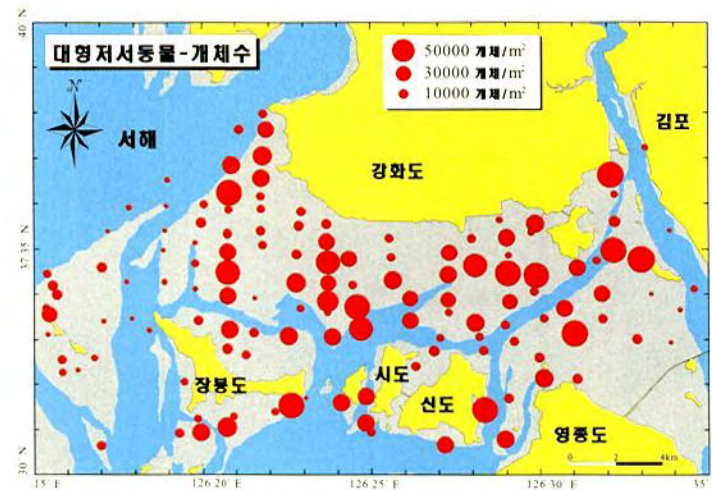 40 N
대형저서동물-개체수
50000 개체/m²
30000 개체/m²
10000 개체/m²
N
서해
김포
강화도
37 35 N
장봉도
시도
신도
영종도
0 2 4km
30 N
15' E
126 20' E
126 25' E
126 30' E
35'